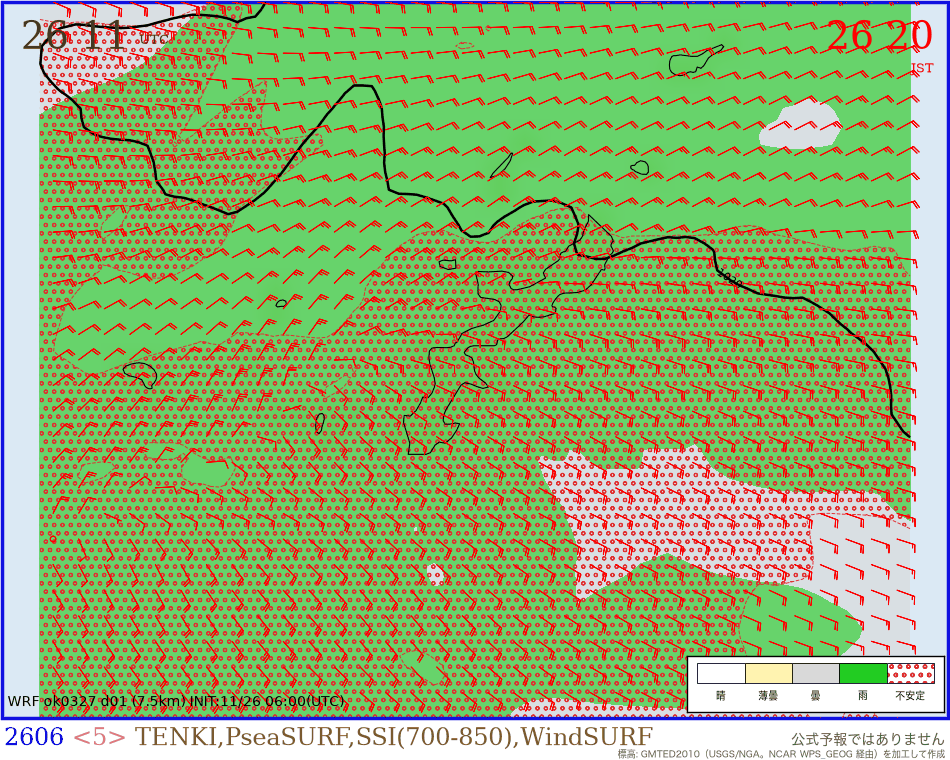 26 11 UTC
26 20
JST
晴 薄曇 曇 雨 不安定
WRF ok0327 d01 (7.5km) INIT:11/26 06:00(UTC)
2606 <5> TENKI,PseaSURF,SSI(700-850),WindSURF
公式予報ではありません
標高: GMTED2010（USGS/NGA。NCAR WPS_GEOG 経由）を加工して作成